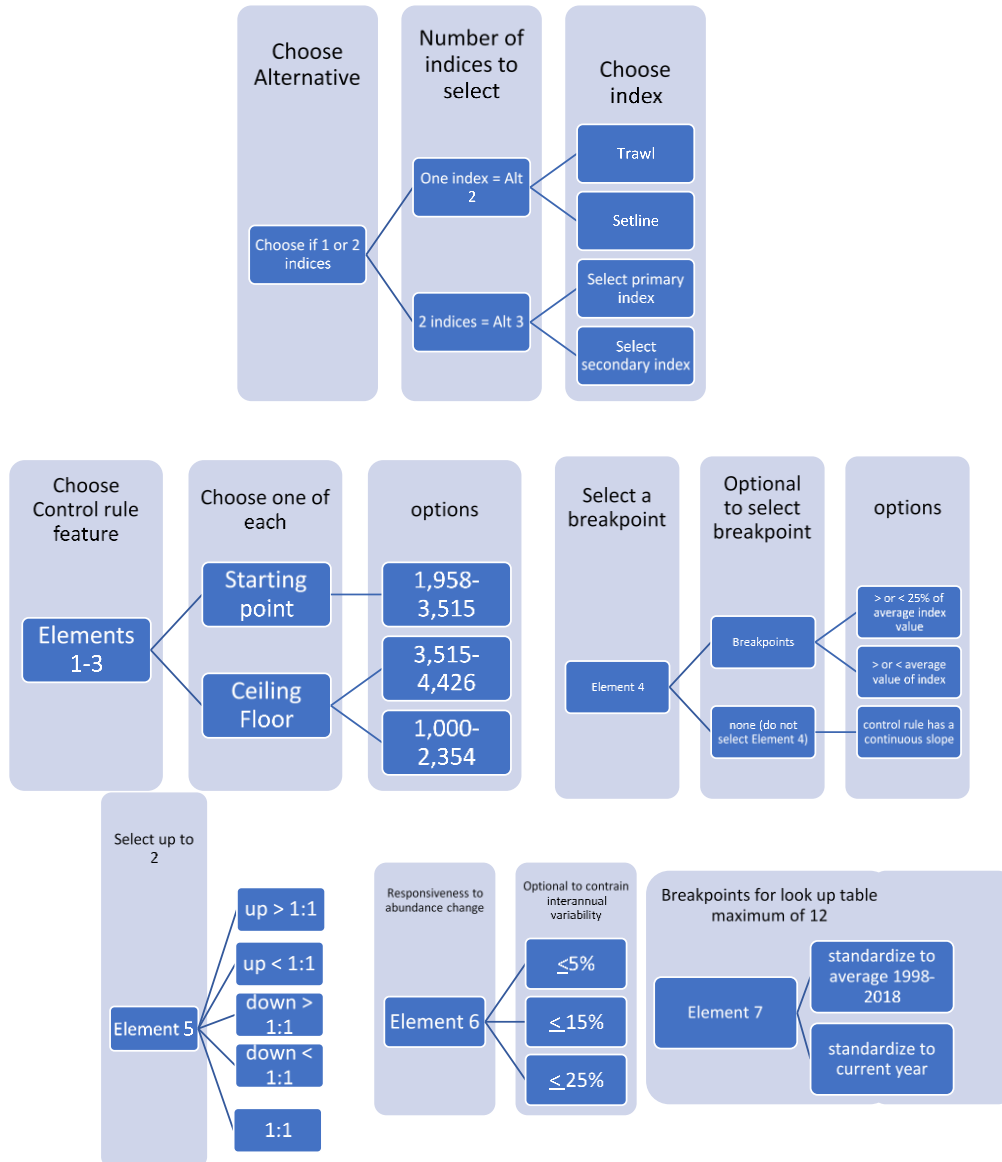 Choose
Alternative
Number of
indices to
select
Choose
index
Choose if 1 or 2
indices
One index = Alt
2
2 indices = Alt 3
Trawl
Setline
Select primary
index
Select
secondary index
Choose
Control rule
feature
Choose one of
each
options
Elements
1-3
Starting
point
Ceiling
Floor
1,958-
3,515
3,515-
4,426
1,000-
2,354
Select a
breakpoint
Optional
to select
breakpoint
options
Element 4
Breakpoints
none (do not
select Element 4)
> or < 25% of
average index
value
> or < average
value of index
control rule has a
continuous slope
Select up to
2
Element 5
up > 1:1
up < 1:1
down >
1:1
down <
1:1
1:1
Responsiveness to
abundance change
Optional to contrain
interannual
variability
Element 6
<5%
< 15%
< 25%
Breakpoints for look up table
maximum of 12
Element 7
standardize to
average 1998-
2018
standardize to
current year